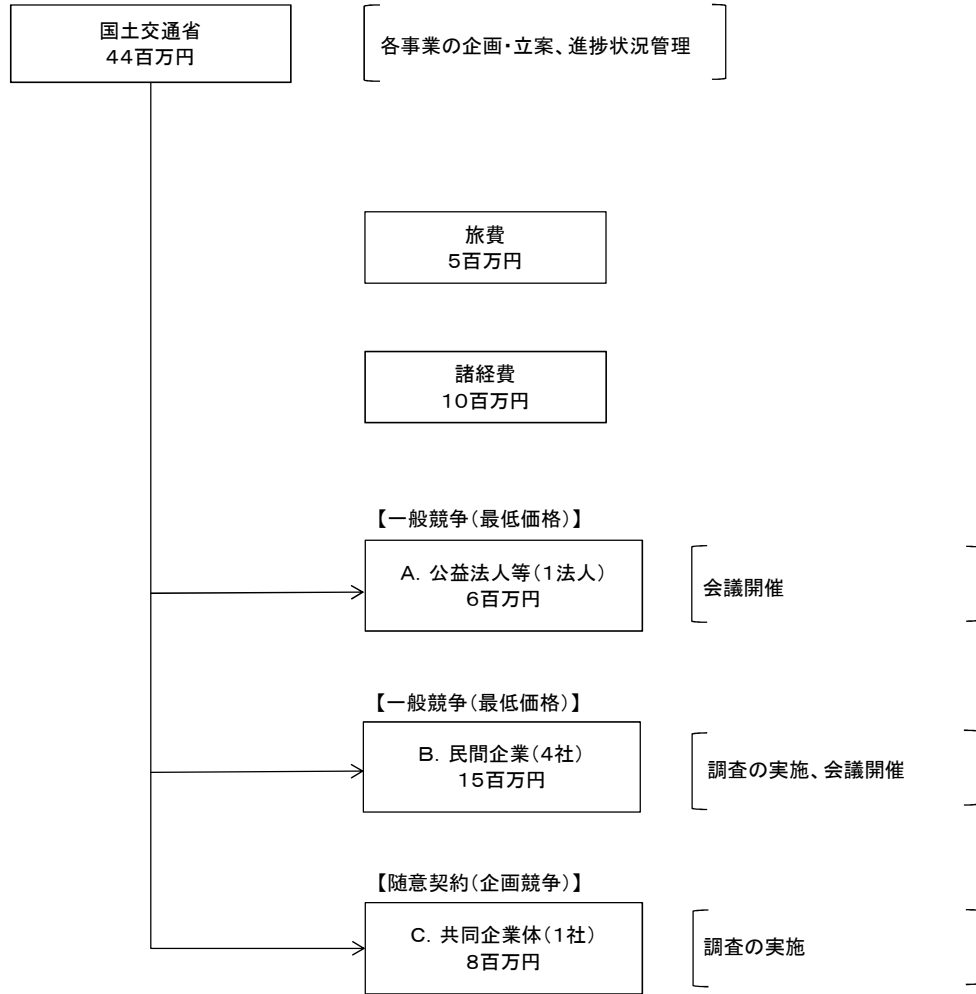 国土交通省
44百万円
各事業の企画・立案、進捗状況管理
旅費
5百万円
諸経費
10百万円
【一般競争(最低価格)】
A. 公益法人等(1法人)
6百万円
会議開催
【一般競争(最低価格)】
B. 民間企業(4社)
15百万円
調査の実施、会議開催
【随意契約(企画競争)】
C. 共同企業体(1社)
8百万円
調査の実施